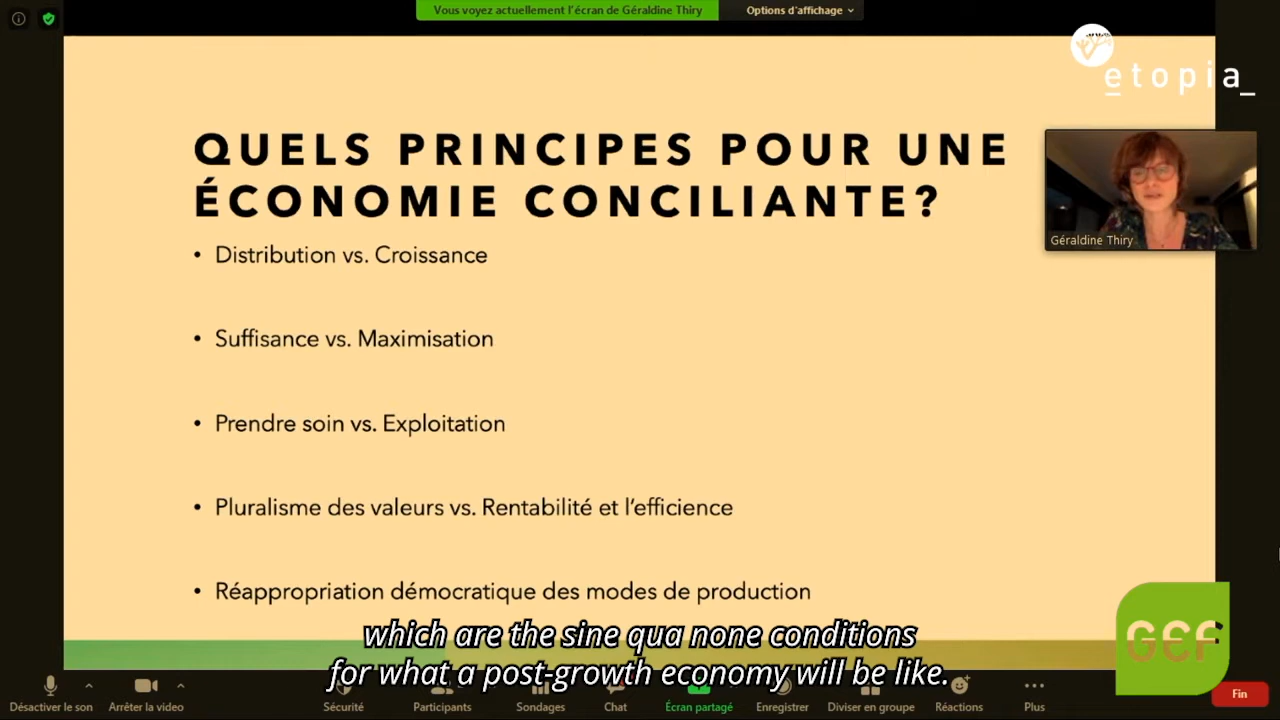 Vous voyez actuellement l'écran de Géraldine Thiry
Options d'affichage
etopia_
QUELS PRINCIPES POUR UNE
ÉCONOMIE CONCILIANTE?
Géraldine Thiry
• Distribution vs. Croissance
• Suffisance vs. Maximisation
• Prendre soin vs. Exploitation
• Pluralisme des valeurs vs. Rentabilité et l'efficience
• Réappropriation démocratique des modes de production
which are the sine qua none conditions
for what a post-growth economy will be like.
GEF
Désactiver le son
Arrêter la video
Sécurité
Participants
Sondages
Chat
Écran partagé
Enregistrer
Diviser en groupe
Réactions
Plus
Fin